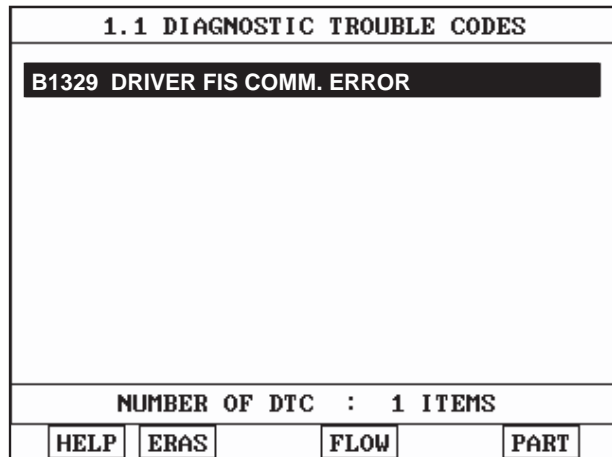 1.1 DIAGNOSTIC TROUBLE CODES
B1329 DRIVER FIS COMM. ERROR
NUMBER OF DTC : 1 ITEMS
HELP ERAS FLOW PART